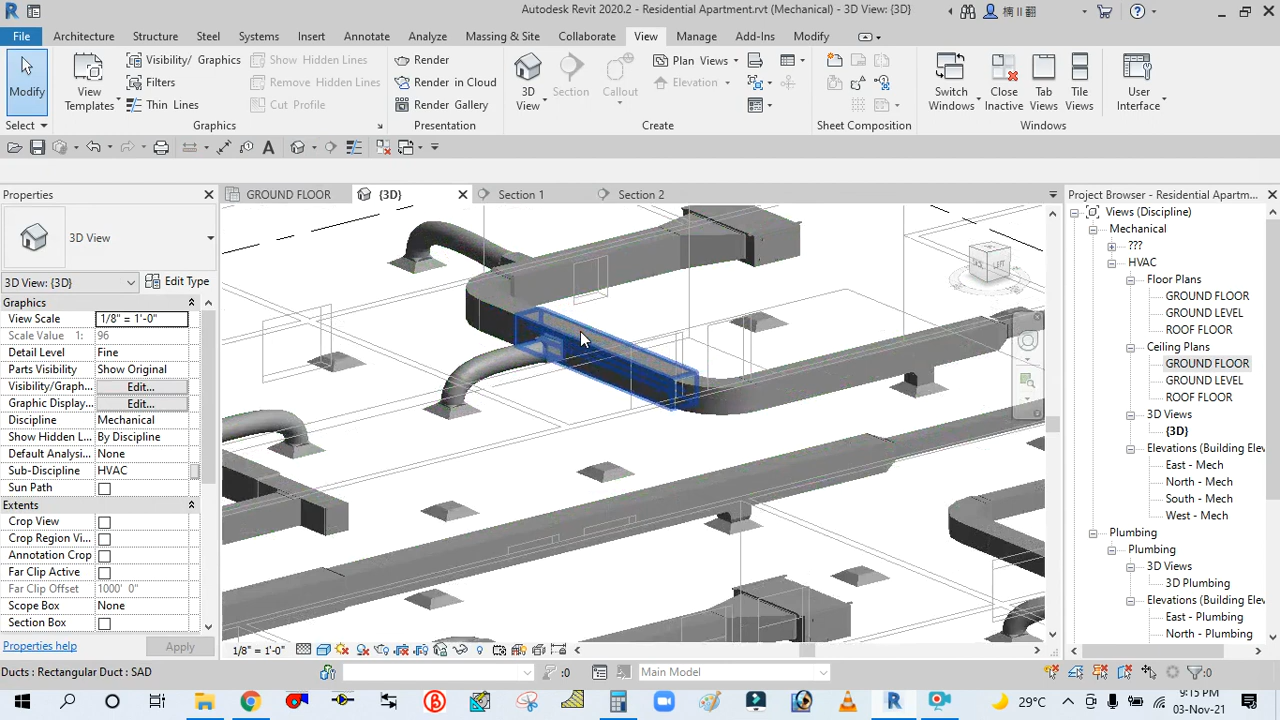 Autodesk Revit 2020.2 - Residential Apartment.rvt (Mechanical) - 3D View: {3D}
File Architecture Structure Steel Systems Insert Annotate Analyze Massing & Site Collaborate View Manage Add-Ins Modify
Modify
Select
View
Templates
Visibility/ Graphics
Filters
Thin Lines
Show Hidden Lines
Remove Hidden Lines
Cut Profile
Graphics
Render
Render in Cloud
Render Gallery
Presentation
3D
View
Section
Callout
Plan Views
Elevation
Create
Sheet Composition
Switch
Windows
Close
Inactive
Tab
Views
Tile
Views
Windows
User
Interface
Properties
3D View
3D View: {3D}
Edit Type
Graphics
View Scale 1/8" = 1'-0"
Scale Value 1: 96
Detail Level Fine
Parts Visibility Show Original
Visibility/Grap... Edit...
Graphic Display... Edit...
Discipline Mechanical
Show Hidden L... By Discipline
Default Analysi... None
Sub-Discipline HVAC
Sun Path
Extents
Crop View
Crop Region Vi...
Annotation Crop
Far Clip Active
Far Clip Offset 1000' 0"
Scope Box None
Section Box
Properties help
Apply
GROUND FLOOR {3D} Section 1 Section 2
LEFT
1/8" = 1'-0"
Project Browser - Residential Apartm...
Views (Discipline)
Mechanical
???
HVAC
Floor Plans
GROUND FLOOR
GROUND LEVEL
ROOF FLOOR
Ceiling Plans
GROUND FLOOR
GROUND LEVEL
ROOF FLOOR
3D Views
{3D}
Elevations (Building Elev
East - Mech
North - Mech
South - Mech
West - Mech
Plumbing
Plumbing
3D Views
3D Plumbing
Elevations (Building Elev
East - Plumbing
North - Plumbing
Ducts : Rectangular Duct : SAD
:0
Main Model
:0
29°C
9:15 PM
03-Nov-21